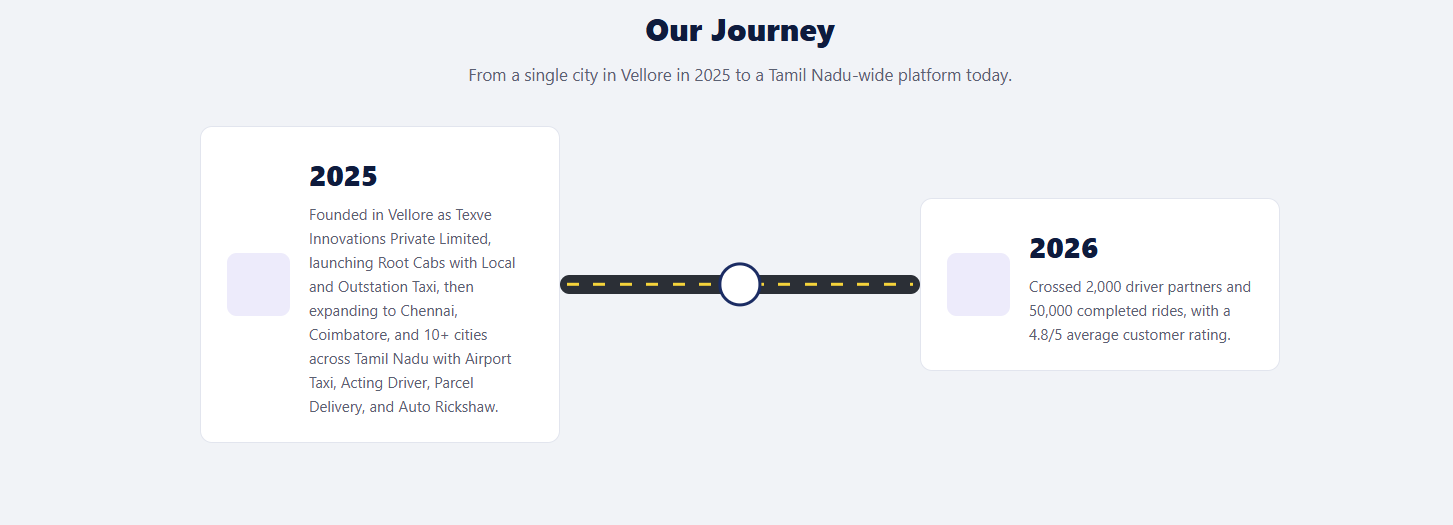 Our Journey
From a single city in Vellore in 2025 to a Tamil Nadu-wide platform today.
2025
Founded in Vellore as Texve
Innovations Private Limited,
launching Root Cabs with Local
and Outstation Taxi, then
expanding to Chennai,
Coimbatore, and 10+ cities
across Tamil Nadu with Airport
Taxi, Acting Driver, Parcel
Delivery, and Auto Rickshaw.
2026
Crossed 2,000 driver partners and
50,000 completed rides, with a
4.8/5 average customer rating.